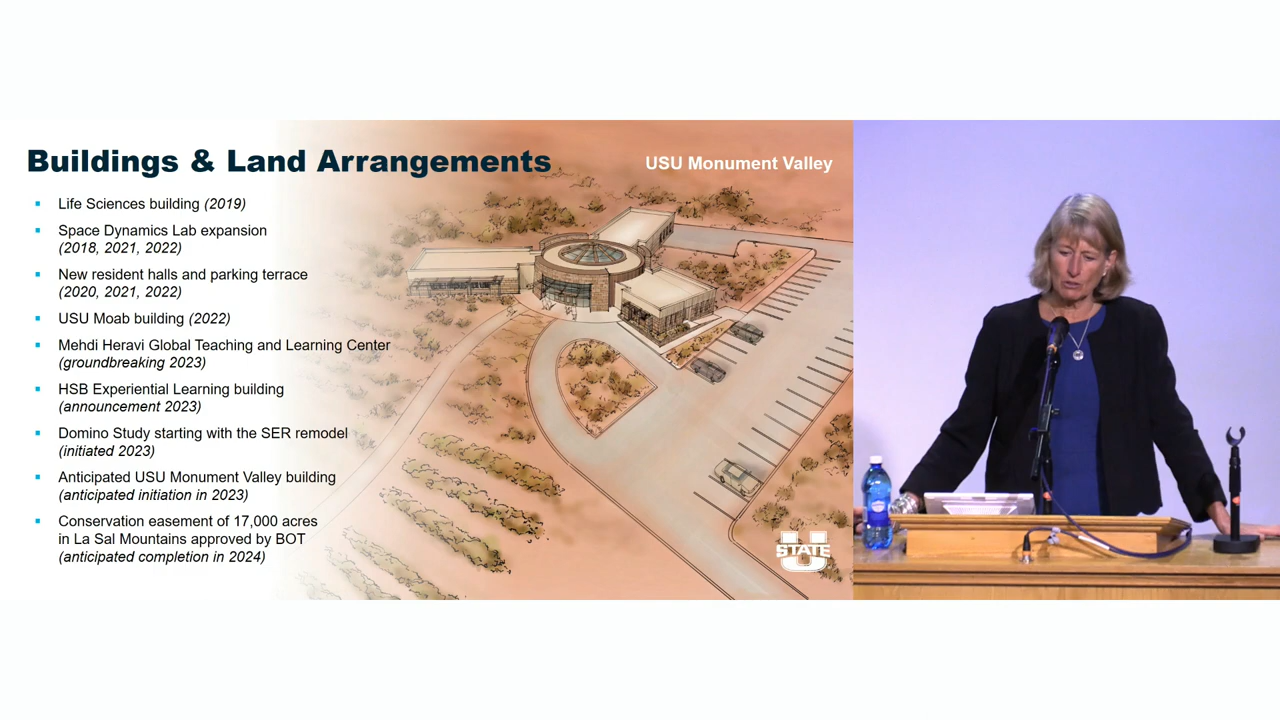 Buildings & Land Arrangements
USU Monument Valley
Life Sciences building (2019)
Space Dynamics Lab expansion
(2018, 2021, 2022)
New resident halls and parking terrace
(2020, 2021, 2022)
USU Moab building (2022)
Mehdi Heravi Global Teaching and Learning Center
(groundbreaking 2023)
HSB Experiential Learning building
(announcement 2023)
Domino Study starting with the SER remodel
(initiated 2023)
Anticipated USU Monument Valley building
(anticipated initiation in 2023)
Conservation easement of 17,000 acres
in La Sal Mountains approved by BOT
(anticipated completion in 2024)
U
STATE